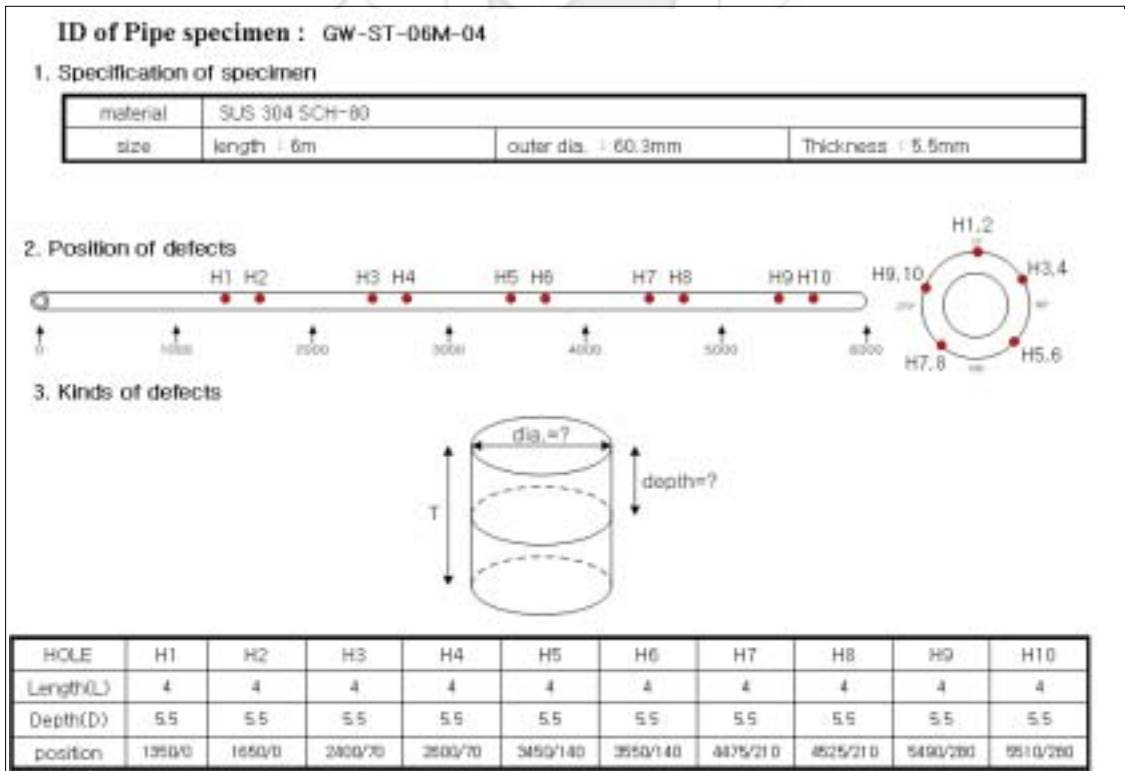 ID of Pipe specimen : GW-ST-06M-04
1. Specification of specimen
material SUS 304 SCH-80
size length : 6m outer dia. : 60.3mm Thickness : 5.5mm
2. Position of defects
H1 H2 H3 H4 H5 H6 H7 H8 H9 H10
0 1000 2000 3000 4000 5000 6000
H1,2
H3,4
H5,6
H7,8
H9,10
3. Kinds of defects
dia.=?
depth=?
T
HOLE H1 H2 H3 H4 H5 H6 H7 H8 H9 H10
Length(L) 4 4 4 4 4 4 4 4 4 4
Depth(D) 5.5 5.5 5.5 5.5 5.5 5.5 5.5 5.5 5.5 5.5
position 1350/0 1650/0 2400/70 2600/70 3450/140 3550/140 4475/210 4525/210 5490/280 5510/280